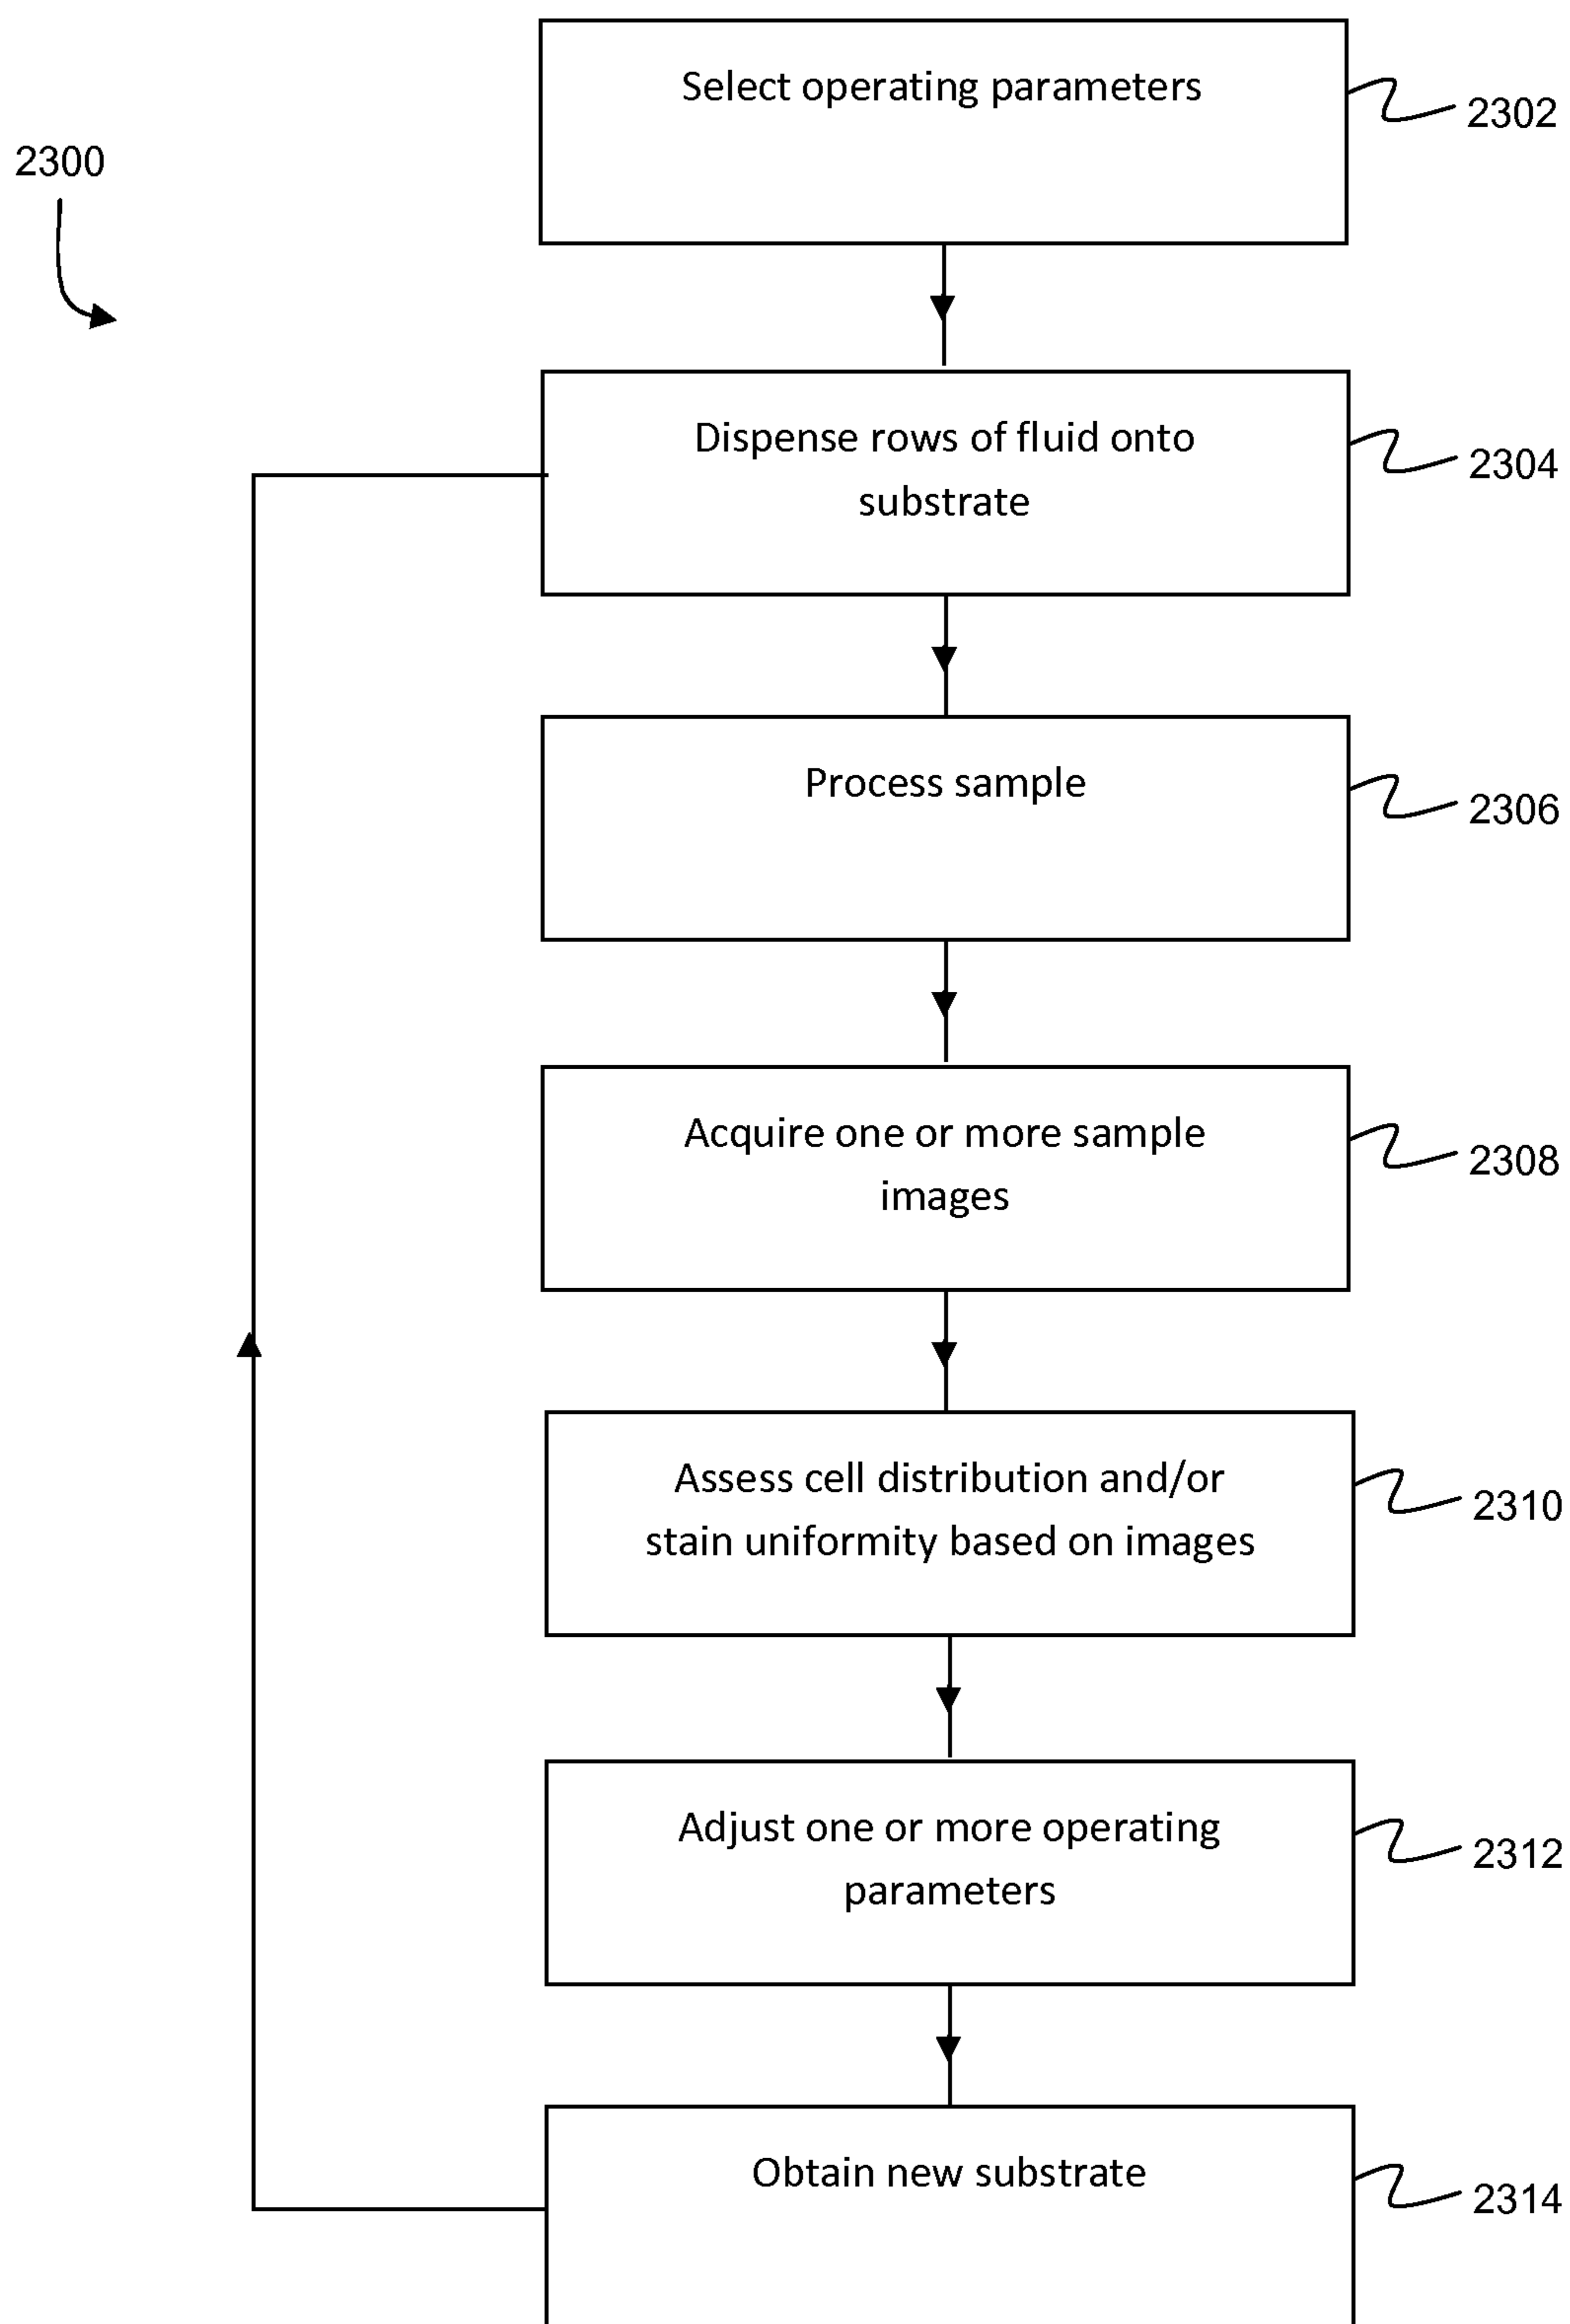 Select operating parameters
2302
2300
Dispense rows of fluid onto
substrate
2304
Process sample
2306
Acquire one or more sample
images
2308
Assess cell distribution and/or
stain uniformity based on images
2310
Adjust one or more operating
parameters
2312
Obtain new substrate
2314